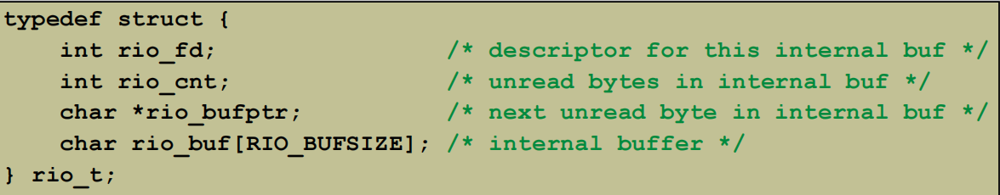 typedef struct {
    int rio_fd;                /* descriptor for this internal buf */
    int rio_cnt;               /* unread bytes in internal buf */
    char *rio_bufptr;          /* next unread byte in internal buf */
    char rio_buf[RIO_BUFSIZE]; /* internal buffer */
} rio_t;